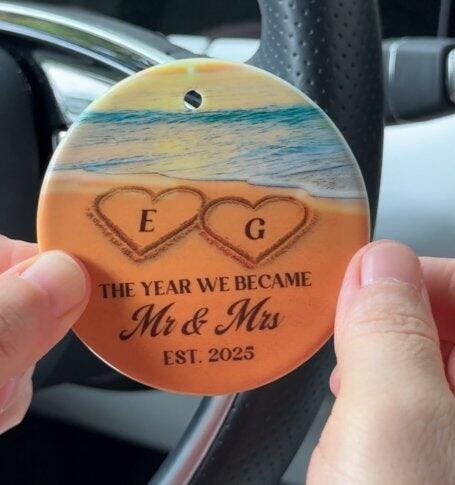 E G
THE YEAR WE BECAME
Mr & Mrs
EST. 2025